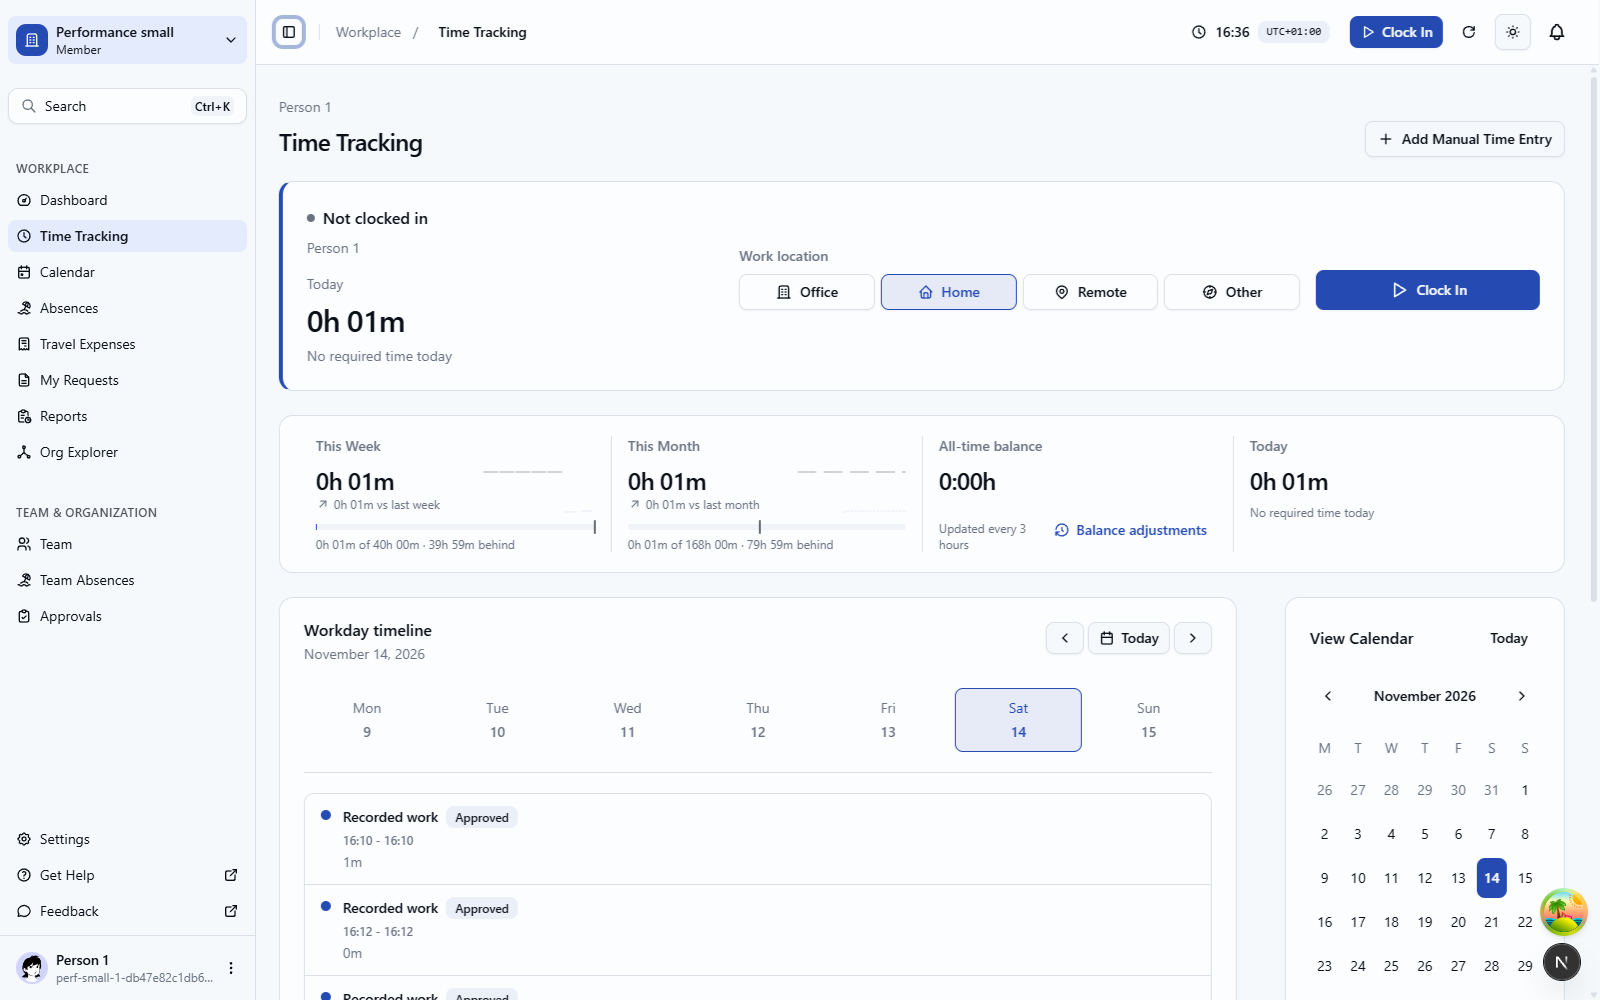 Performance small
Member
Search
Ctrl+K
WORKPLACE
Dashboard
Time Tracking
Calendar
Absences
Travel Expenses
My Requests
Reports
Org Explorer
TEAM & ORGANIZATION
Team
Team Absences
Approvals
Settings
Get Help
Feedback
Person 1
perf-small-1-db47e82c1db6...
Workplace / Time Tracking
16:36 UTC+01:00
Clock In
Person 1
Time Tracking
Add Manual Time Entry
Not clocked in
Person 1
Today
0h 01m
No required time today
Work location
Office Home Remote Other
Clock In
This Week
0h 01m
0h 01m vs last week
0h 01m of 40h 00m · 39h 59m behind
This Month
0h 01m
0h 01m vs last month
0h 01m of 168h 00m · 79h 59m behind
All-time balance
0:00h
Updated every 3
hours
Balance adjustments
Today
0h 01m
No required time today
Workday timeline
November 14, 2026
Today
Mon Tue Wed Thu Fri Sat Sun
9 10 11 12 13 14 15
Recorded work Approved
16:10 - 16:10
1m
Recorded work Approved
16:12 - 16:12
0m
Recorded work Approved
View Calendar
Today
November 2026
M T W T F S S
26 27 28 29 30 31 1
2 3 4 5 6 7 8
9 10 11 12 13 14 15
16 17 18 19 20 21 22
23 24 25 26 27 28 29
N